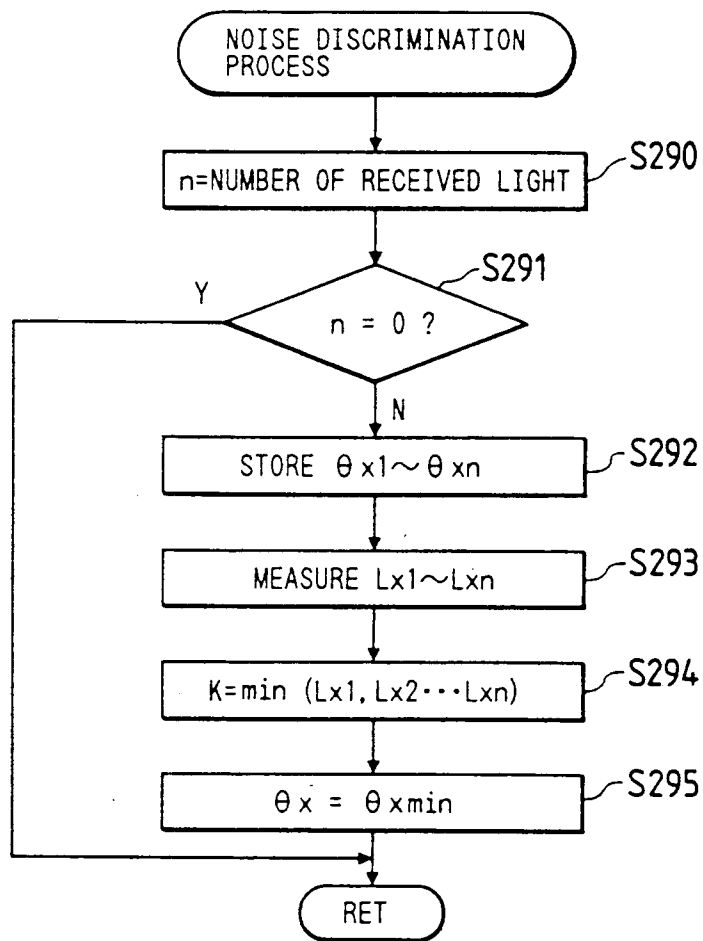 NOISE DISCRIMINATION
PROCESS
n=NUMBER OF RECEIVED LIGHT
S290
S291
Y
n = 0 ?
N
STORE θx1~θxn
S292
MEASURE Lx1~Lxn
S293
K=min (Lx1, Lx2···Lxn)
S294
θx = θxmin
S295
RET